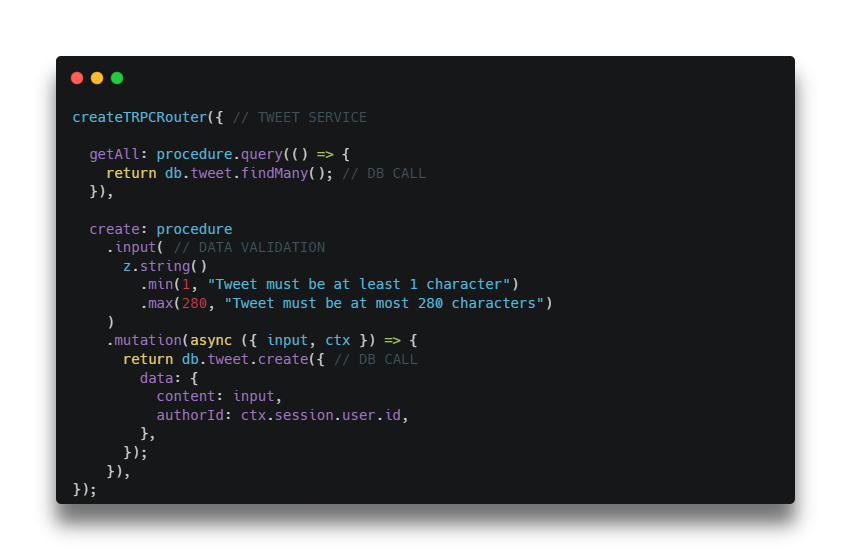 createTRPCRouter({ // TWEET SERVICE
getAll: procedure.query(() => {
return db.tweet.findMany(); // DB CALL
}),
create: procedure
.input( // DATA VALIDATION
z.string()
.min(1, "Tweet must be at least 1 character")
.max(280, "Tweet must be at most 280 characters")
)
.mutation(async ({ input, ctx }) => {
return db.tweet.create({ // DB CALL
data: {
content: input,
authorId: ctx.session.user.id,
},
});
}),
});